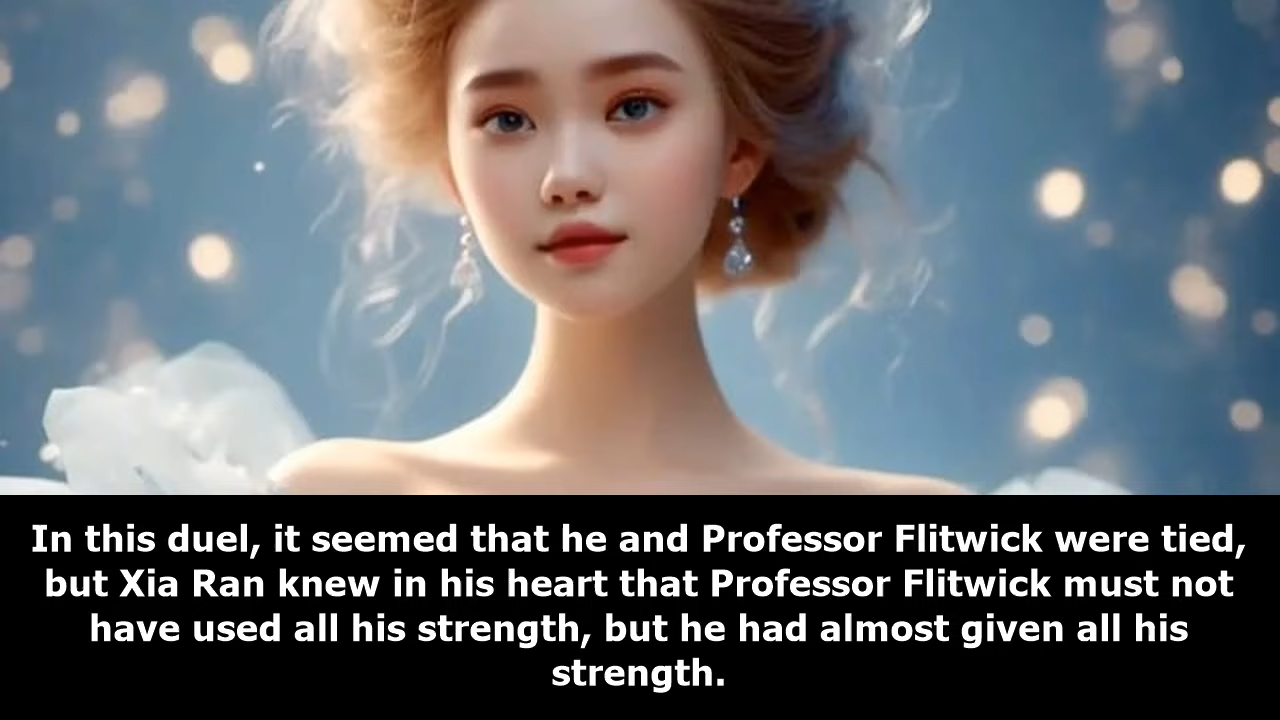 In this duel, it seemed that he and Professor Flitwick were tied,
but Xia Ran knew in his heart that Professor Flitwick must not
have used all his strength, but he had almost given all his
strength.